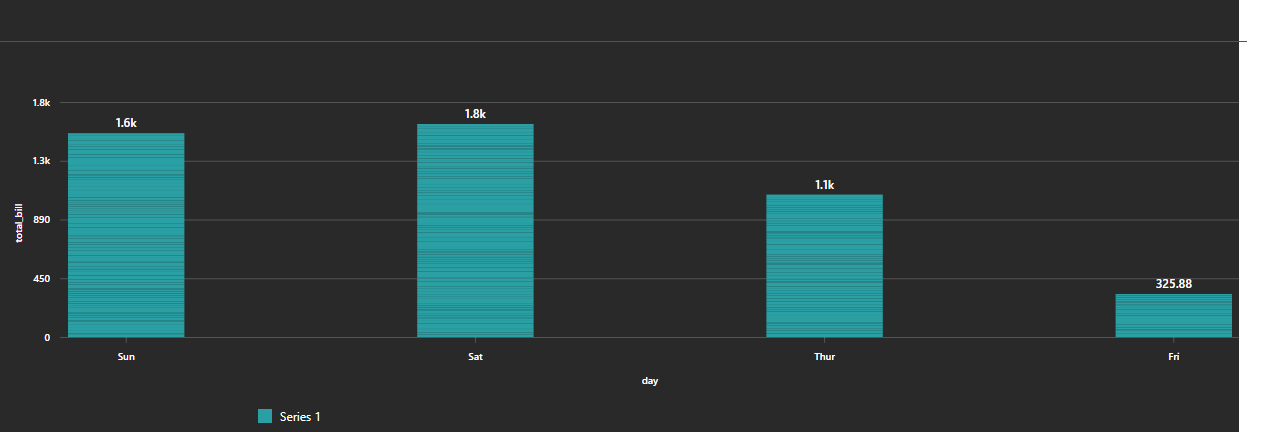 1.8k
1.8k
1.6k
1.3k
1.1k
890
total_bill
450
325.88
0
Sun Sat Thur Fri
day
Series 1